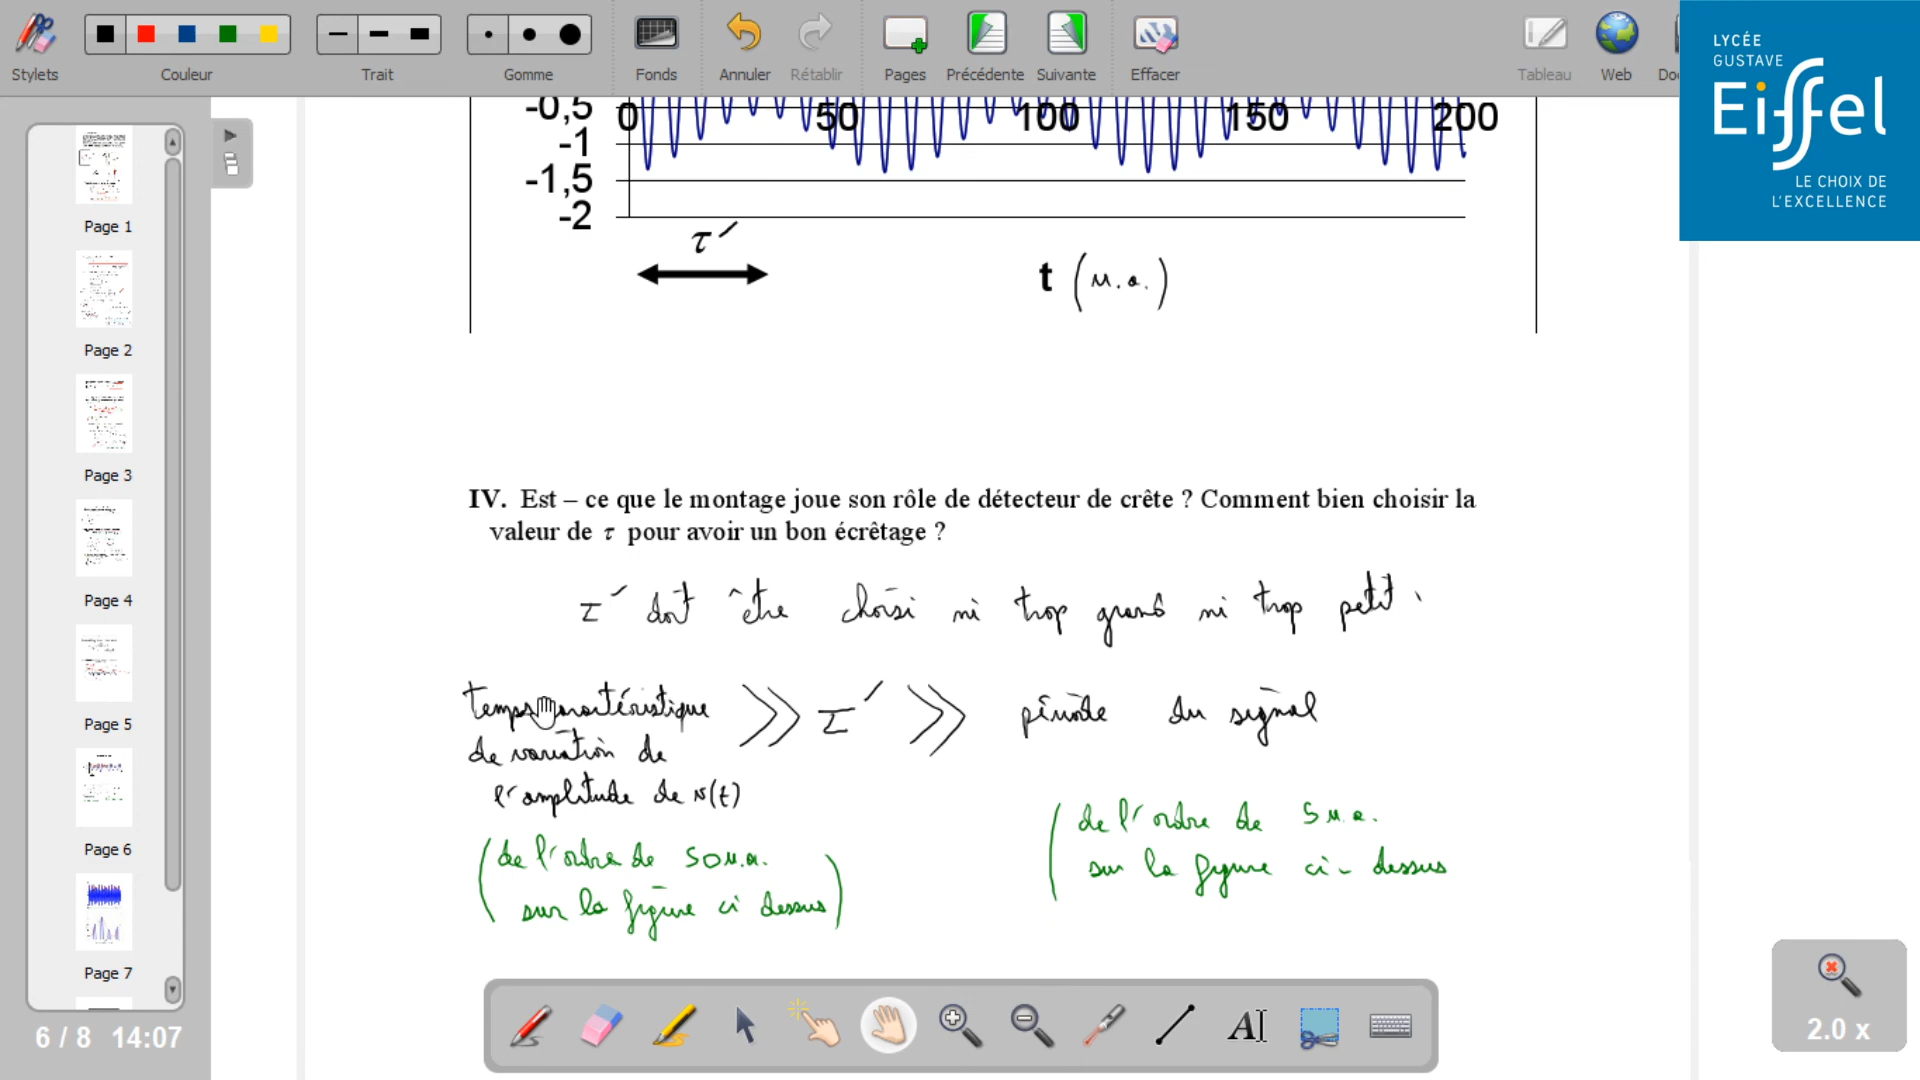 Stylets
Couleur
Trait
Gomme
Fonds
Annuler
Rétablir
Pages
Précédente
Suivante
Effacer
Tableau
Web
LYCÉE
GUSTAVE
Eiffel
LE CHOIX DE
L'EXCELLENCE
-0,5
0
50
100
150
200
-1
-1,5
-2
τ'
t (u.a.)
IV. Est – ce que le montage joue son rôle de détecteur de crête ? Comment bien choisir la
valeur de τ pour avoir un bon écrêtage ?
τ' doit être choisi ni trop grand ni trop petit.
temps caractéristique >> τ' >> période du signal
de variation de
l'amplitude de v(t)
(de l'ordre de 50 u.a.
sur la figure ci dessus)
(de l'ordre de 5 u.a.
sur la figure ci-dessus
Page 1
Page 2
Page 3
Page 4
Page 5
Page 6
Page 7
6 / 8 14:07
2.0 x